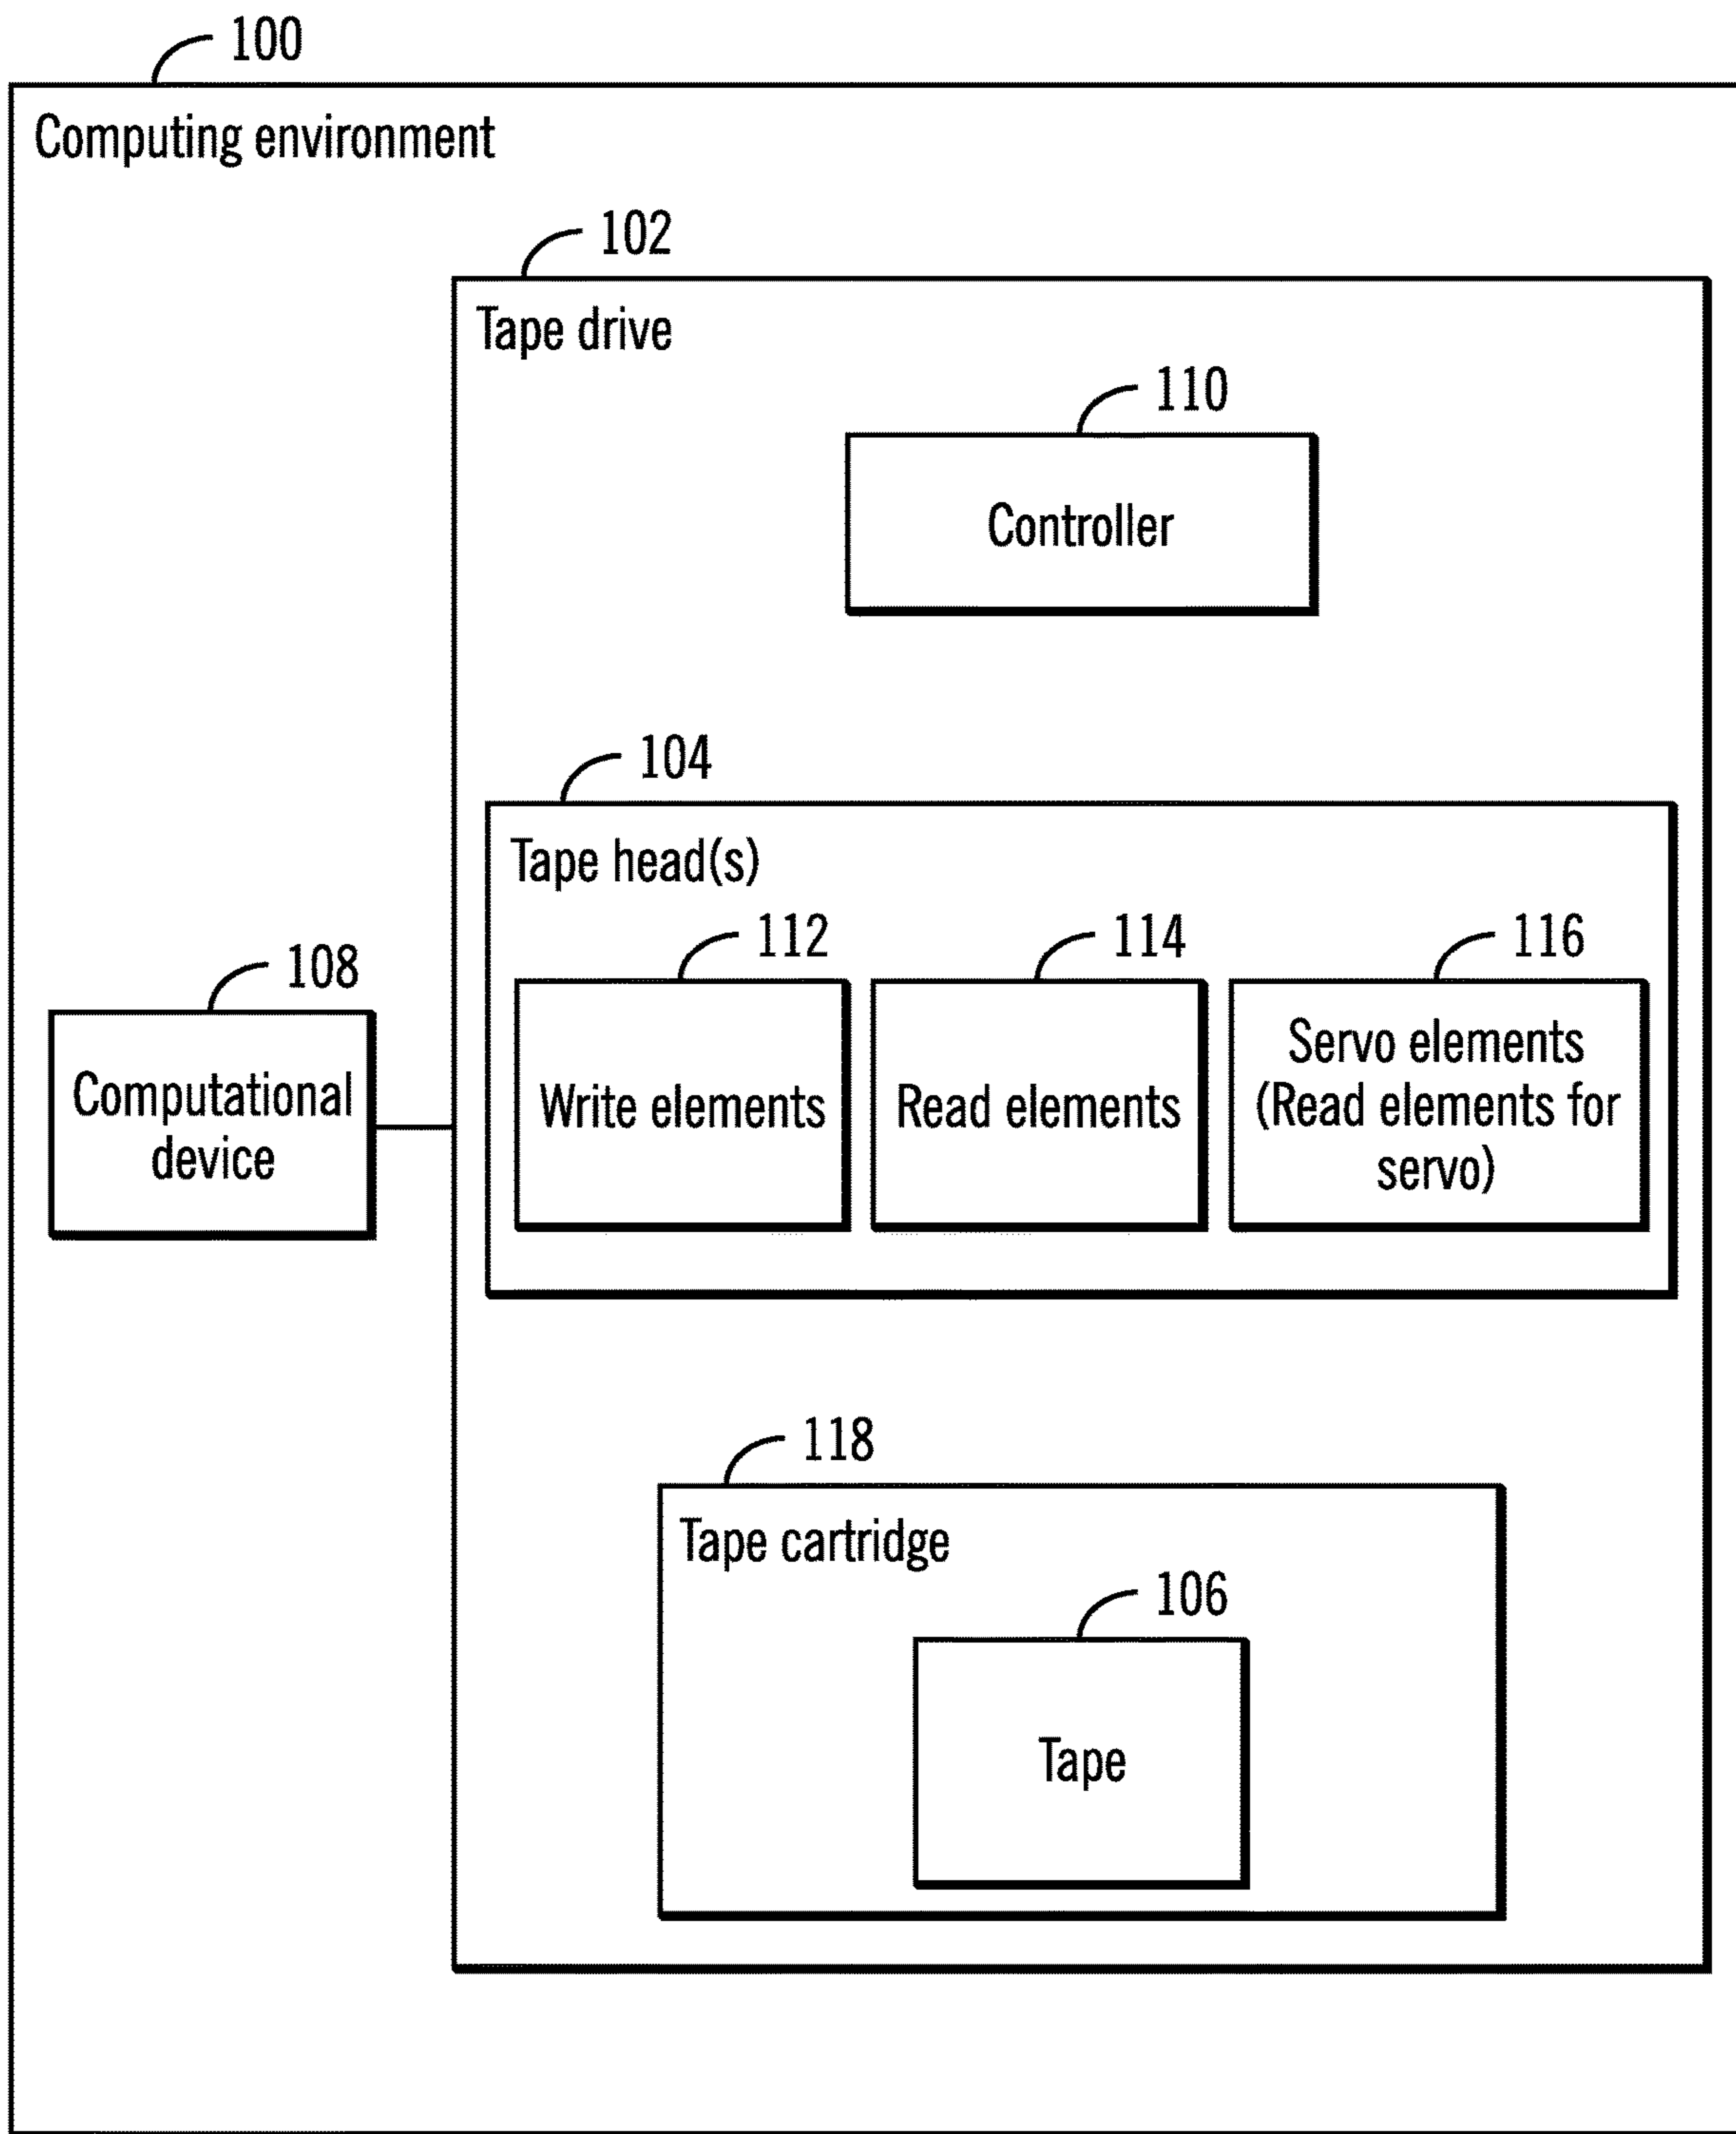 100
Computing environment
102
Tape drive
110
Controller
104
Tape head(s)
112
114
116
Write elements
Read elements
Servo elements
(Read elements for
servo)
108
Computational
device
118
Tape cartridge
106
Tape